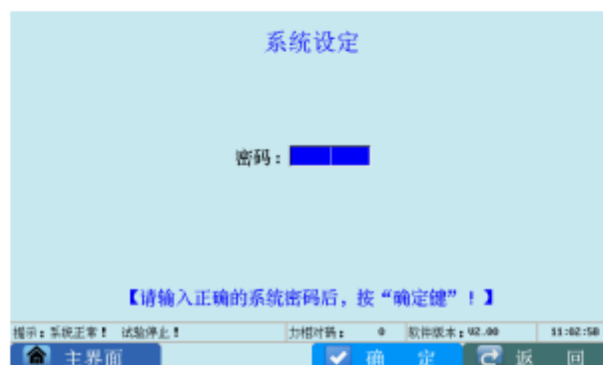 系统设定
密码：
【请输入正确的系统密码后，按“确定键”！】
提示：系统正常！ 试验停止！ 力相对码： 0 软件版本：V2.00 11:02:50
主界面 确 定 返 回